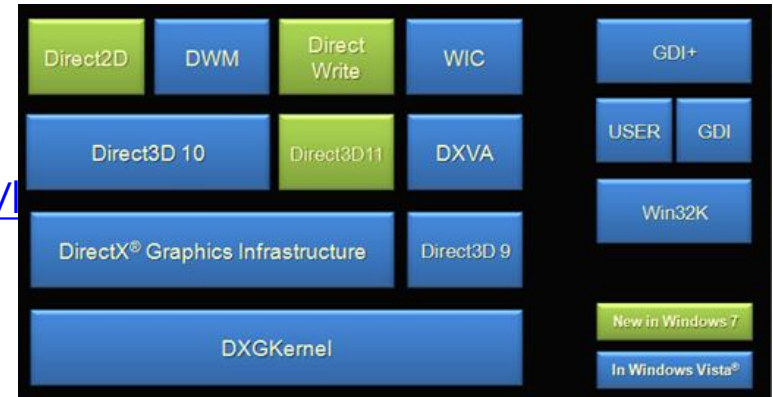 Direct2D
DWM
Direct
Write
WIC
GDI+
USER
GDI
Direct3D 10
Direct3D11
DXVA
Win32K
DirectX® Graphics Infrastructure
Direct3D 9
DXGKernel
New in Windows 7
In Windows Vista®